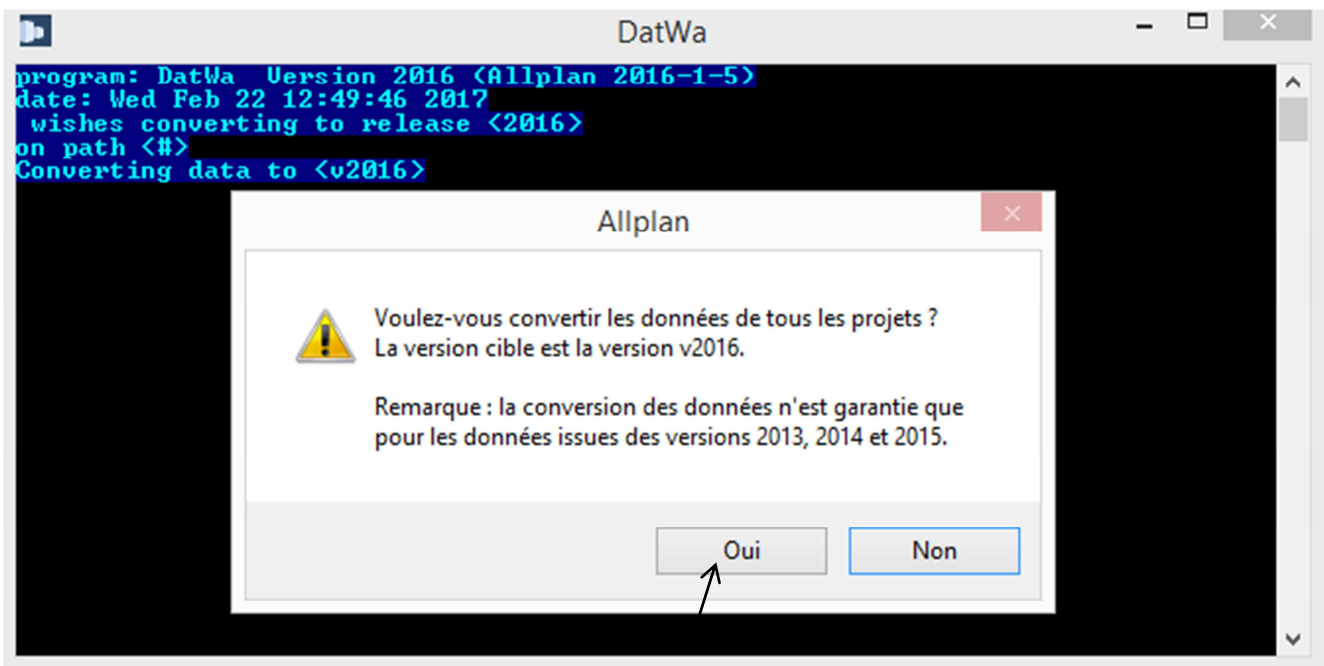 DatWa
program: DatWa  Version 2016 <Allplan 2016-1-5>
date: Wed Feb 22 12:49:46 2017
 wishes converting to release <2016>
on path <#>
Converting data to <v2016>
Allplan
Voulez-vous convertir les données de tous les projets ?
La version cible est la version v2016.
Remarque : la conversion des données n'est garantie que
pour les données issues des versions 2013, 2014 et 2015.
Oui
Non